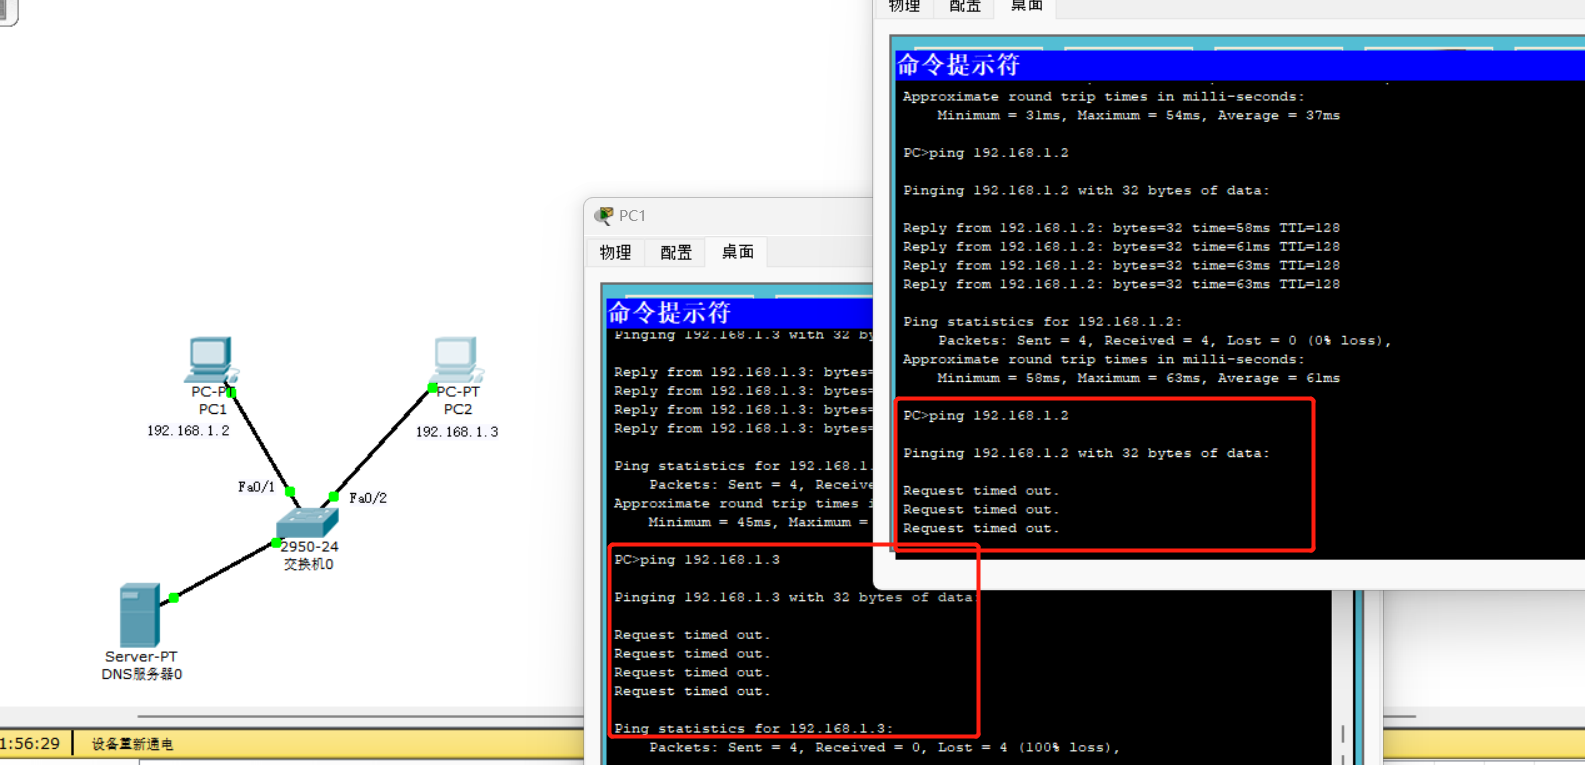 物理 配置 桌面
命令提示符
Approximate round trip times in milli-seconds:
Minimum = 31ms, Maximum = 54ms, Average = 37ms
PC>ping 192.168.1.2
Pinging 192.168.1.2 with 32 bytes of data:
Reply from 192.168.1.2: bytes=32 time=58ms TTL=128
Reply from 192.168.1.2: bytes=32 time=61ms TTL=128
Reply from 192.168.1.2: bytes=32 time=63ms TTL=128
Reply from 192.168.1.2: bytes=32 time=63ms TTL=128
Ping statistics for 192.168.1.2:
Packets: Sent = 4, Received = 4, Lost = 0 (0% loss),
Approximate round trip times in milli-seconds:
Minimum = 58ms, Maximum = 63ms, Average = 61ms
PC>ping 192.168.1.2
Pinging 192.168.1.2 with 32 bytes of data:
Request timed out.
Request timed out.
Request timed out.
PC1
物理 配置 桌面
命令提示符
Pinging 192.168.1.3 with 32 by
Reply from 192.168.1.3: bytes=
Reply from 192.168.1.3: bytes=
Reply from 192.168.1.3: bytes=
Reply from 192.168.1.3: bytes=
Ping statistics for 192.168.1.
Packets: Sent = 4, Receive
Approximate round trip times i
Minimum = 45ms, Maximum =
PC>ping 192.168.1.3
Pinging 192.168.1.3 with 32 bytes of data:
Request timed out.
Request timed out.
Request timed out.
Request timed out.
Ping statistics for 192.168.1.3:
Packets: Sent = 4, Received = 0, Lost = 4 (100% loss),
PC-PT
PC1
192.168.1.2
PC-PT
PC2
192.168.1.3
Fa0/1
Fa0/2
2950-24
交换机0
Server-PT
DNS服务器0
1:56:29 设备重新通电